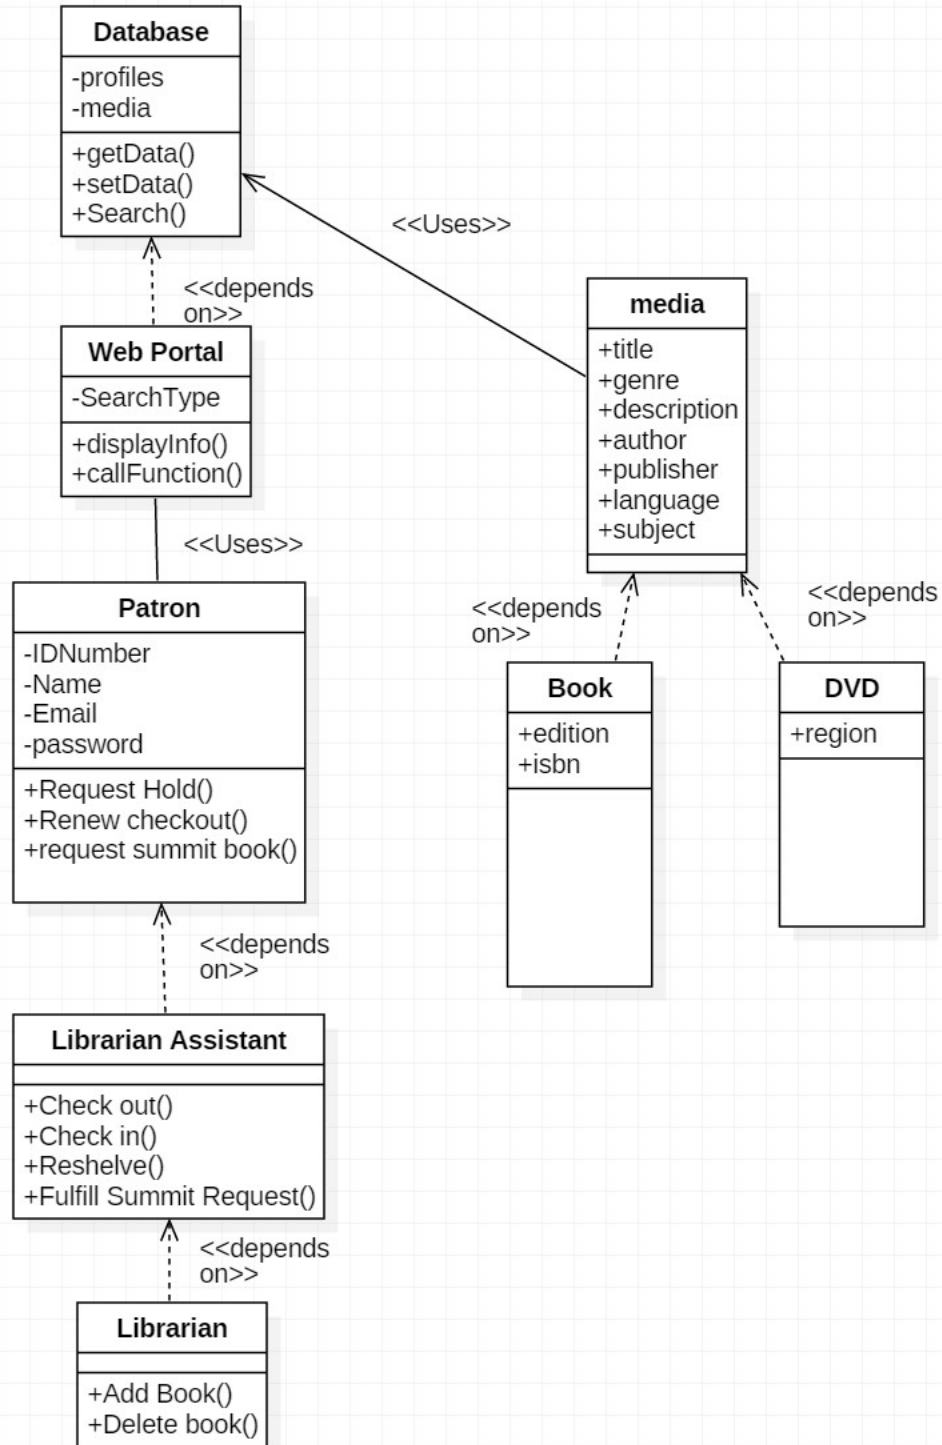 Database
-profiles
-media
+getData()
+setData()
+Search()
<<Uses>>
<<depends
on>>
Web Portal
-SearchType
+displayInfo()
+callFunction()
<<Uses>>
media
+title
+genre
+description
+author
+publisher
+language
+subject
Patron
-IDNumber
-Name
-Email
-password
+Request Hold()
+Renew checkout()
+request summit book()
<<depends
on>>
<<depends
on>>
Book
+edition
+isbn
DVD
+region
<<depends
on>>
Librarian Assistant
+Check out()
+Check in()
+Reshelve()
+Fulfill Summit Request()
<<depends
on>>
Librarian
+Add Book()
+Delete book()